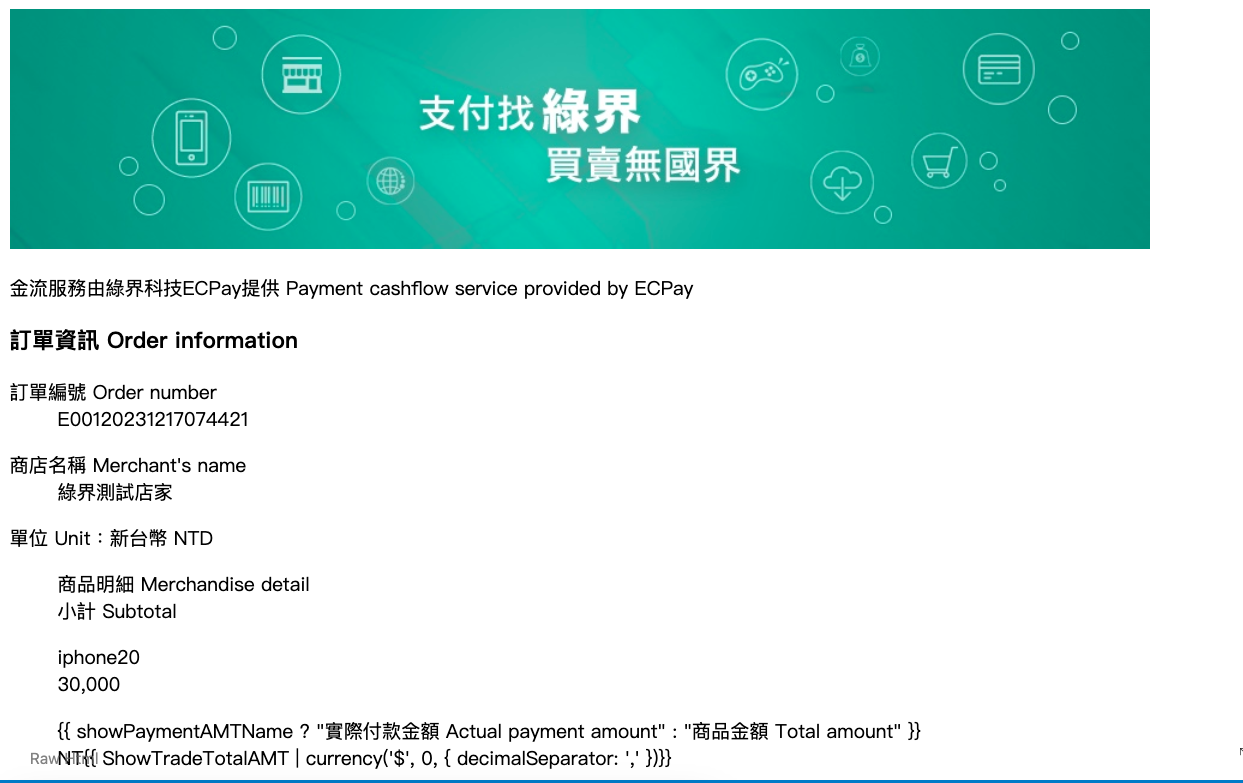 支付找 綠界
買賣無國界
金流服務由綠界科技ECPay提供 Payment cashflow service provided by ECPay
訂單資訊 Order information
訂單編號 Order number
E00120231217074421
商店名稱 Merchant's name
綠界測試店家
單位 Unit：新台幣 NTD
商品明細 Merchandise detail
小計 Subtotal
iphone20
30,000
{{ showPaymentAMTName ? "實際付款金額 Actual payment amount" : "商品金額 Total amount" }}
NT{{ ShowTradeTotalAMT | currency('$', 0, { decimalSeparator: ',' })}}
Raw Html